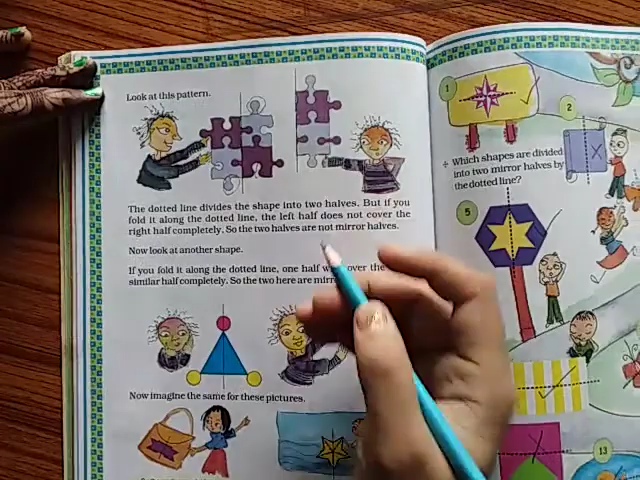 Look at this pattern.
The dotted line divides the shape into two halves. But if you
fold it along the dotted line, the left half does not cover the
right half completely. So the two halves are not mirror halves.
Now look at another shape.
If you fold it along the dotted line, one half over the
similar half completely. So the two here are
Now imagine the same for these pictures.
1
2
÷ Which shapes are divided
into two mirror halves by
the dotted line?
5
13